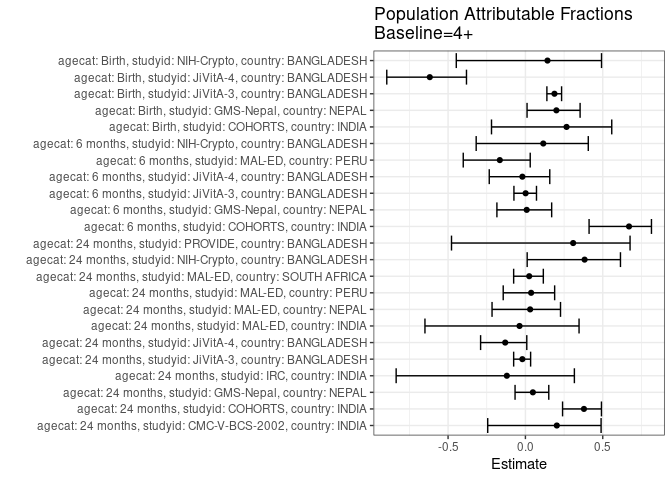 Population Attributable Fractions
Baseline=4+
agecat: Birth, studyid: NIH-Crypto, country: BANGLADESH
agecat: Birth, studyid: JiVitA-4, country: BANGLADESH
agecat: Birth, studyid: JiVitA-3, country: BANGLADESH
agecat: Birth, studyid: GMS-Nepal, country: NEPAL
agecat: Birth, studyid: COHORTS, country: INDIA
agecat: 6 months, studyid: NIH-Crypto, country: BANGLADESH
agecat: 6 months, studyid: MAL-ED, country: PERU
agecat: 6 months, studyid: JiVitA-4, country: BANGLADESH
agecat: 6 months, studyid: JiVitA-3, country: BANGLADESH
agecat: 6 months, studyid: GMS-Nepal, country: NEPAL
agecat: 6 months, studyid: COHORTS, country: INDIA
agecat: 24 months, studyid: PROVIDE, country: BANGLADESH
agecat: 24 months, studyid: NIH-Crypto, country: BANGLADESH
agecat: 24 months, studyid: MAL-ED, country: SOUTH AFRICA
agecat: 24 months, studyid: MAL-ED, country: PERU
agecat: 24 months, studyid: MAL-ED, country: NEPAL
agecat: 24 months, studyid: MAL-ED, country: INDIA
agecat: 24 months, studyid: JiVitA-4, country: BANGLADESH
agecat: 24 months, studyid: JiVitA-3, country: BANGLADESH
agecat: 24 months, studyid: IRC, country: INDIA
agecat: 24 months, studyid: GMS-Nepal, country: NEPAL
agecat: 24 months, studyid: COHORTS, country: INDIA
agecat: 24 months, studyid: CMC-V-BCS-2002, country: INDIA
-0.5 0.0 0.5
Estimate